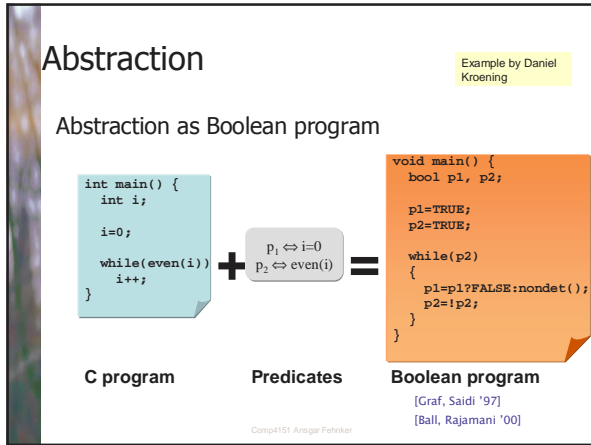 Abstraction
Example by Daniel
Kroening
Abstraction as Boolean program
int main() {
int i;
i=0;
while(even(i))
i++;
}
+
p₁ ⇔ i=0
p₂ ⇔ even(i)
=
void main() {
bool p1, p2;
p1=TRUE;
p2=TRUE;
while(p2)
{
p1=p1?FALSE:nondet();
p2=!p2;
}
}
C program
Predicates
Boolean program
[Graf, Saidi '97]
[Ball, Rajamani '00]
Comp4151 Ansgar Fehnker